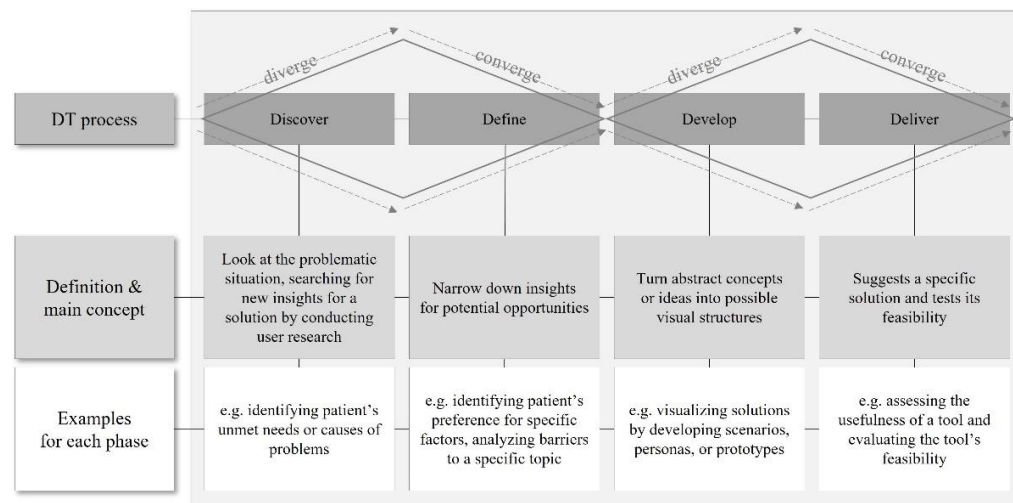 diverge
converge
diverge
converge
DT process
Discover
Define
Develop
Deliver
Definition &
main concept
Look at the problematic
situation, searching for
new insights for a
solution by conducting
user research
Narrow down insights
for potential opportunities
Turn abstract concepts
or ideas into possible
visual structures
Suggests a specific
solution and tests its
feasibility
Examples
for each phase
e.g. identifying patient’s
unmet needs or causes of
problems
e.g. identifying patient’s
preference for specific
factors, analyzing barriers
to a specific topic
e.g. visualizing solutions
by developing scenarios,
personas, or prototypes
e.g. assessing the
usefulness of a tool and
evaluating the tool’s
feasibility